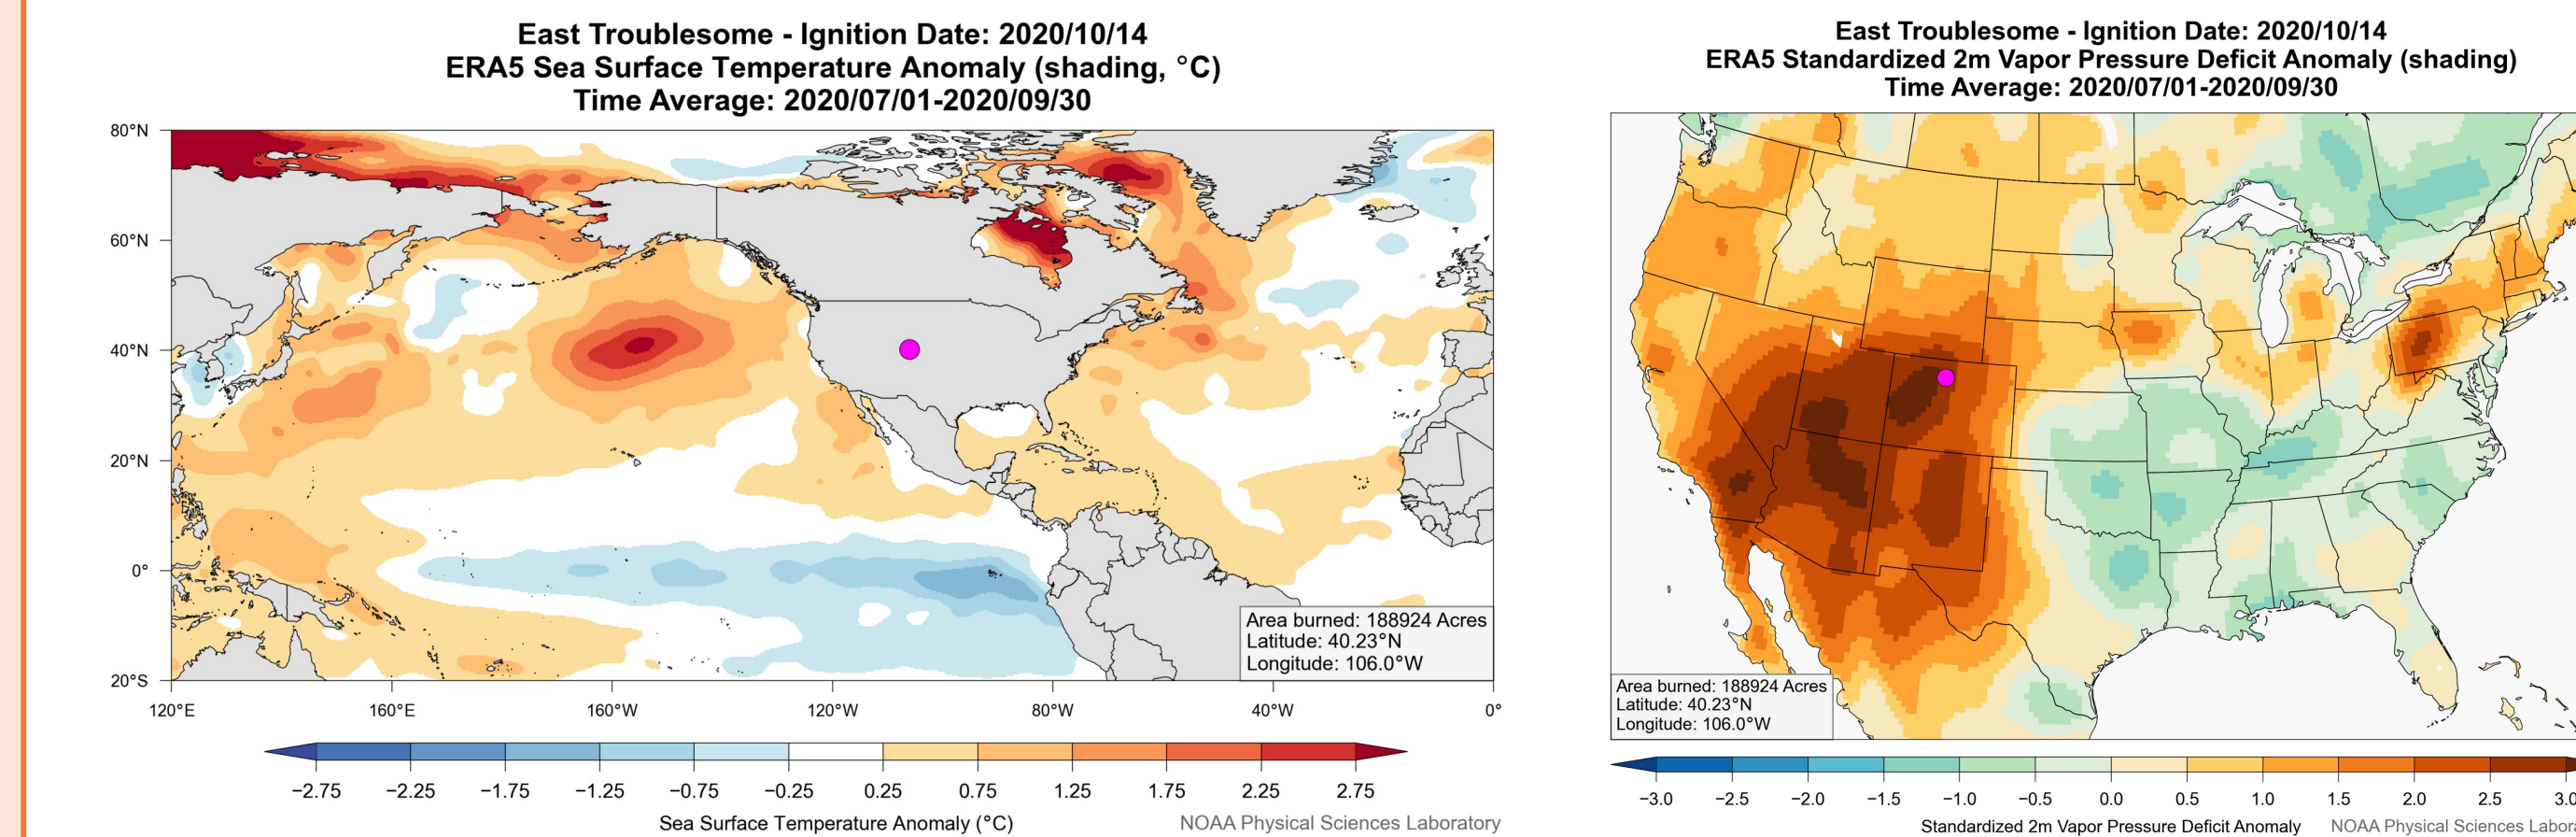 East Troublesome - Ignition Date: 2020/10/14
ERA5 Sea Surface Temperature Anomaly (shading, °C)
Time Average: 2020/07/01-2020/09/30
80°N
60°N
40°N
20°N
0°
20°S
120°E 160°E 160°W 120°W 80°W 40°W 0°
Area burned: 188924 Acres
Latitude: 40.23°N
Longitude: 106.0°W
−2.75 −2.25 −1.75 −1.25 −0.75 −0.25 0.25 0.75 1.25 1.75 2.25 2.75
Sea Surface Temperature Anomaly (°C)
NOAA Physical Sciences Laboratory
East Troublesome - Ignition Date: 2020/10/14
ERA5 Standardized 2m Vapor Pressure Deficit Anomaly (shading)
Time Average: 2020/07/01-2020/09/30
Area burned: 188924 Acres
Latitude: 40.23°N
Longitude: 106.0°W
−3.0 −2.5 −2.0 −1.5 −1.0 −0.5 0.0 0.5 1.0 1.5 2.0 2.5 3.0
Standardized 2m Vapor Pressure Deficit Anomaly
NOAA Physical Sciences